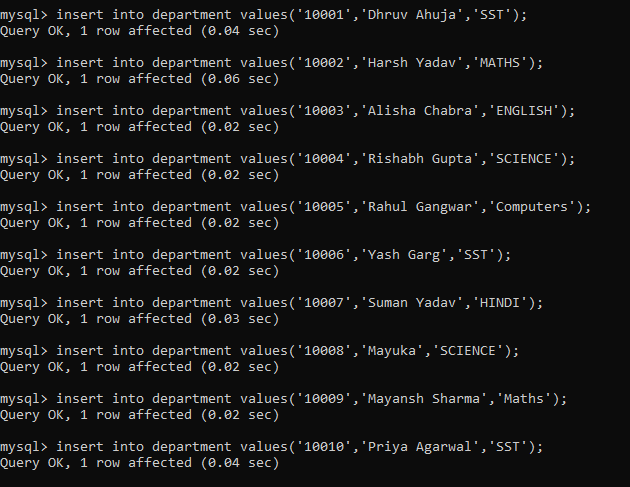 mysql> insert into department values('10001','Dhruv Ahuja','SST');
Query OK, 1 row affected (0.04 sec)
mysql> insert into department values('10002','Harsh Yadav','MATHS');
Query OK, 1 row affected (0.06 sec)
mysql> insert into department values('10003','Alisha Chabra','ENGLISH');
Query OK, 1 row affected (0.02 sec)
mysql> insert into department values('10004','Rishabh Gupta','SCIENCE');
Query OK, 1 row affected (0.02 sec)
mysql> insert into department values('10005','Rahul Gangwar','Computers');
Query OK, 1 row affected (0.02 sec)
mysql> insert into department values('10006','Yash Garg','SST');
Query OK, 1 row affected (0.02 sec)
mysql> insert into department values('10007','Suman Yadav','HINDI');
Query OK, 1 row affected (0.03 sec)
mysql> insert into department values('10008','Mayuka','SCIENCE');
Query OK, 1 row affected (0.02 sec)
mysql> insert into department values('10009','Mayansh Sharma','Maths');
Query OK, 1 row affected (0.02 sec)
mysql> insert into department values('10010','Priya Agarwal','SST');
Query OK, 1 row affected (0.04 sec)